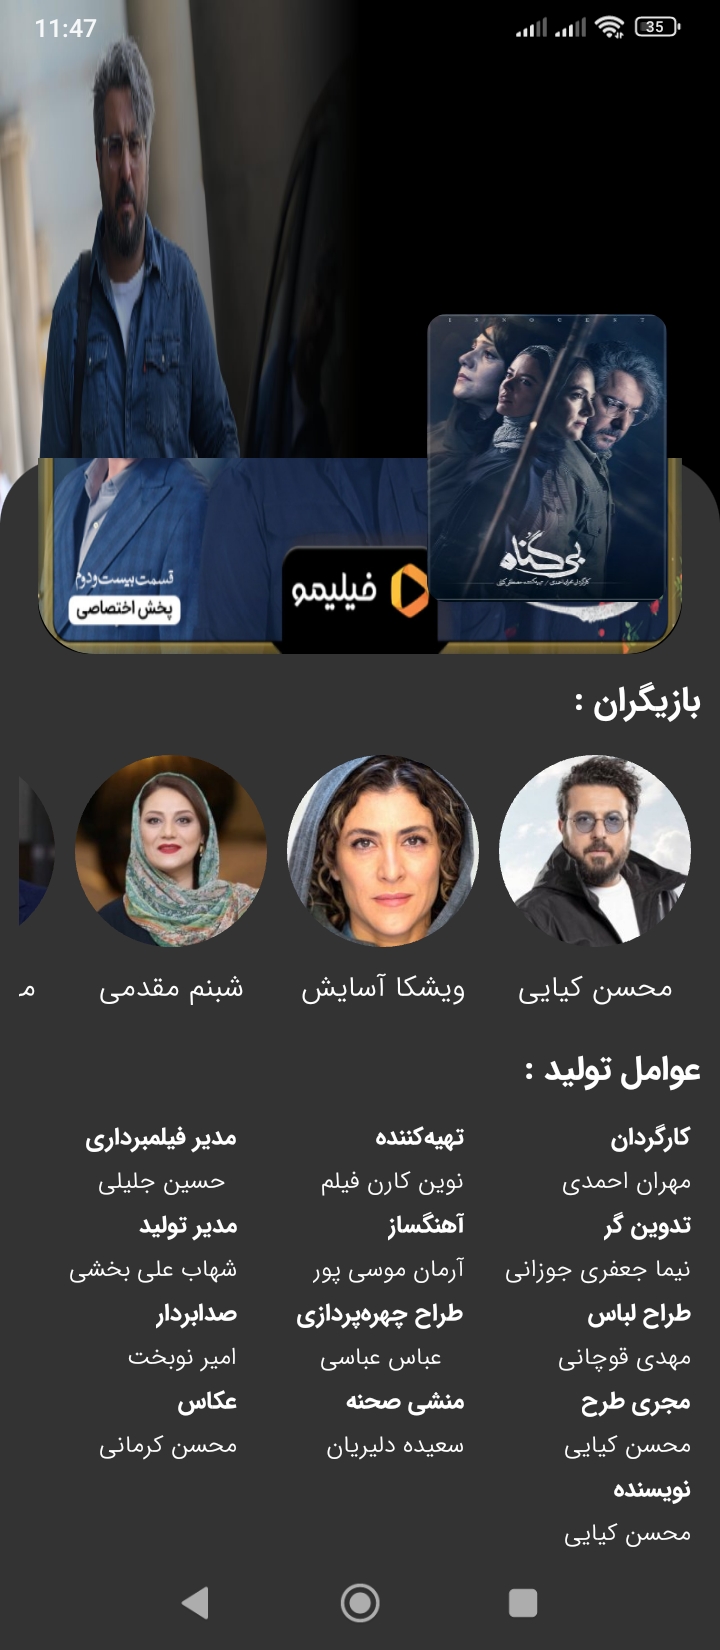 11:47
35
I N N O C E N T
بی‌گناه
قسمت بیست‌ودوم
پخش اختصاصی
فیلیمو
بازیگران :
محسن کیایی
ویشکا آسایش
شبنم مقدمی
مـ
عوامل تولید :
کارگردان تهیه‌کننده مدیر فیلمبرداری
مهران احمدی نوین کارن فیلم حسین جلیلی
تدوین گر آهنگساز مدیر تولید
نیما جعفری جوزانی آرمان موسی پور شهاب علی بخشی
طراح لباس طراح چهره‌پردازی صدابردار
مهدی قوچانی عباس عباسی امیر نوبخت
مجری طرح منشی صحنه عکاس
محسن کیایی سعیده دلیریان محسن کرمانی
نویسنده
محسن کیایی